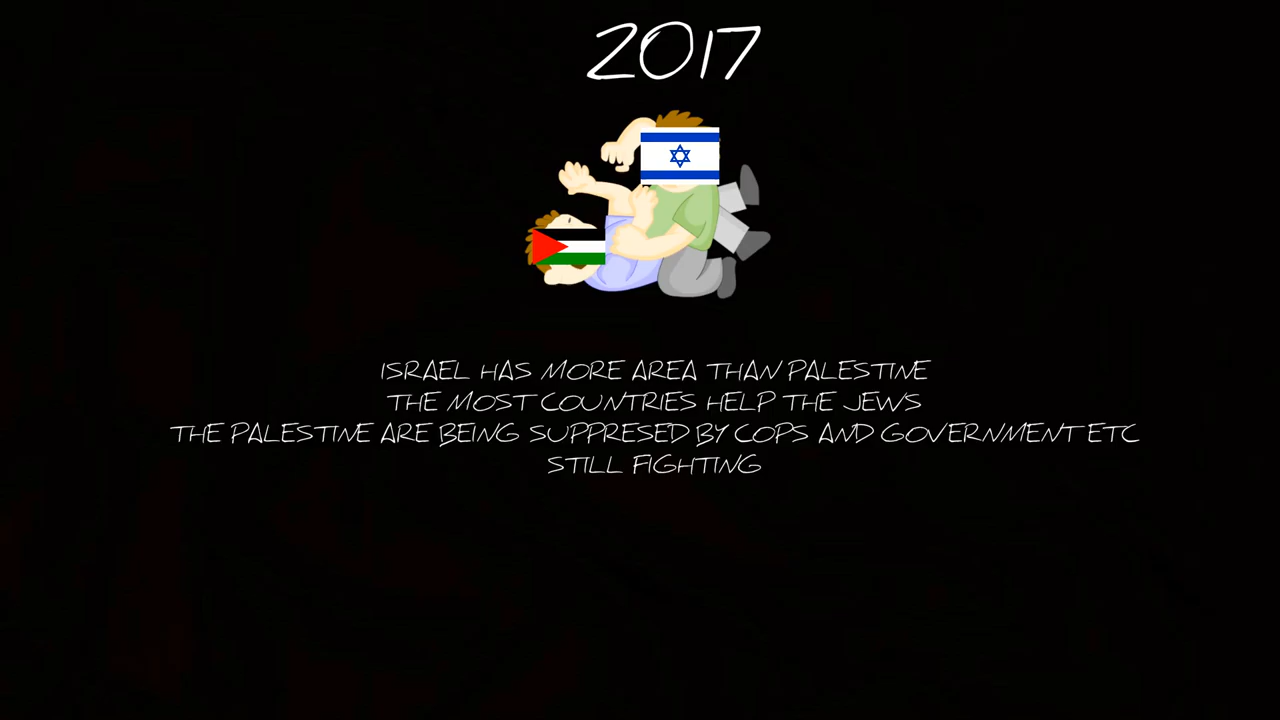 2017
ISRAEL HAS MORE AREA THAN PALESTINE
THE MOST COUNTRIES HELP THE JEWS
THE PALESTINE ARE BEING SUPPRESED BY COPS AND GOVERNMENT ETC
STILL FIGHTING